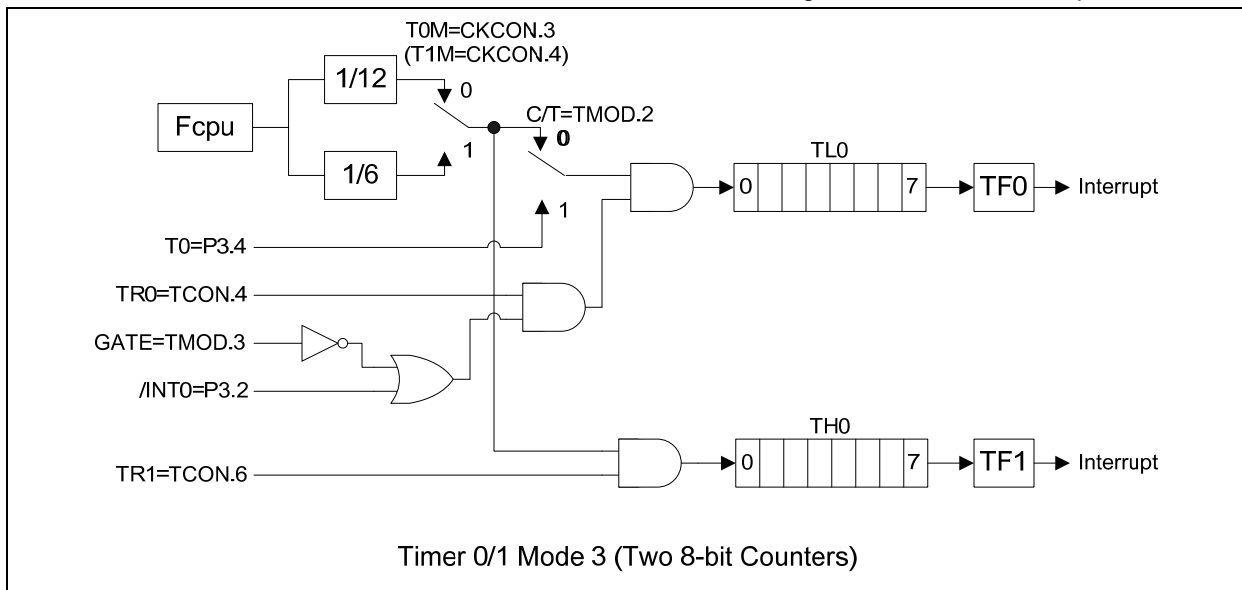 T0M=CKCON.3
(T1M=CKCON.4)
1/12
0
C/T=TMOD.2
0
Fcpu
1
TL0
1/6
0
7
TF0
Interrupt
1
T0=P3.4
TR0=TCON.4
GATE=TMOD.3
/INT0=P3.2
TH0
0
7
TF1
Interrupt
TR1=TCON.6
Timer 0/1 Mode 3 (Two 8-bit Counters)